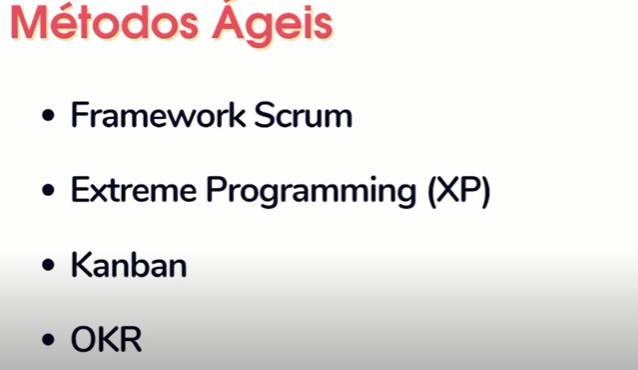 Métodos Ágeis
• Framework Scrum
• Extreme Programming (XP)
• Kanban
• OKR